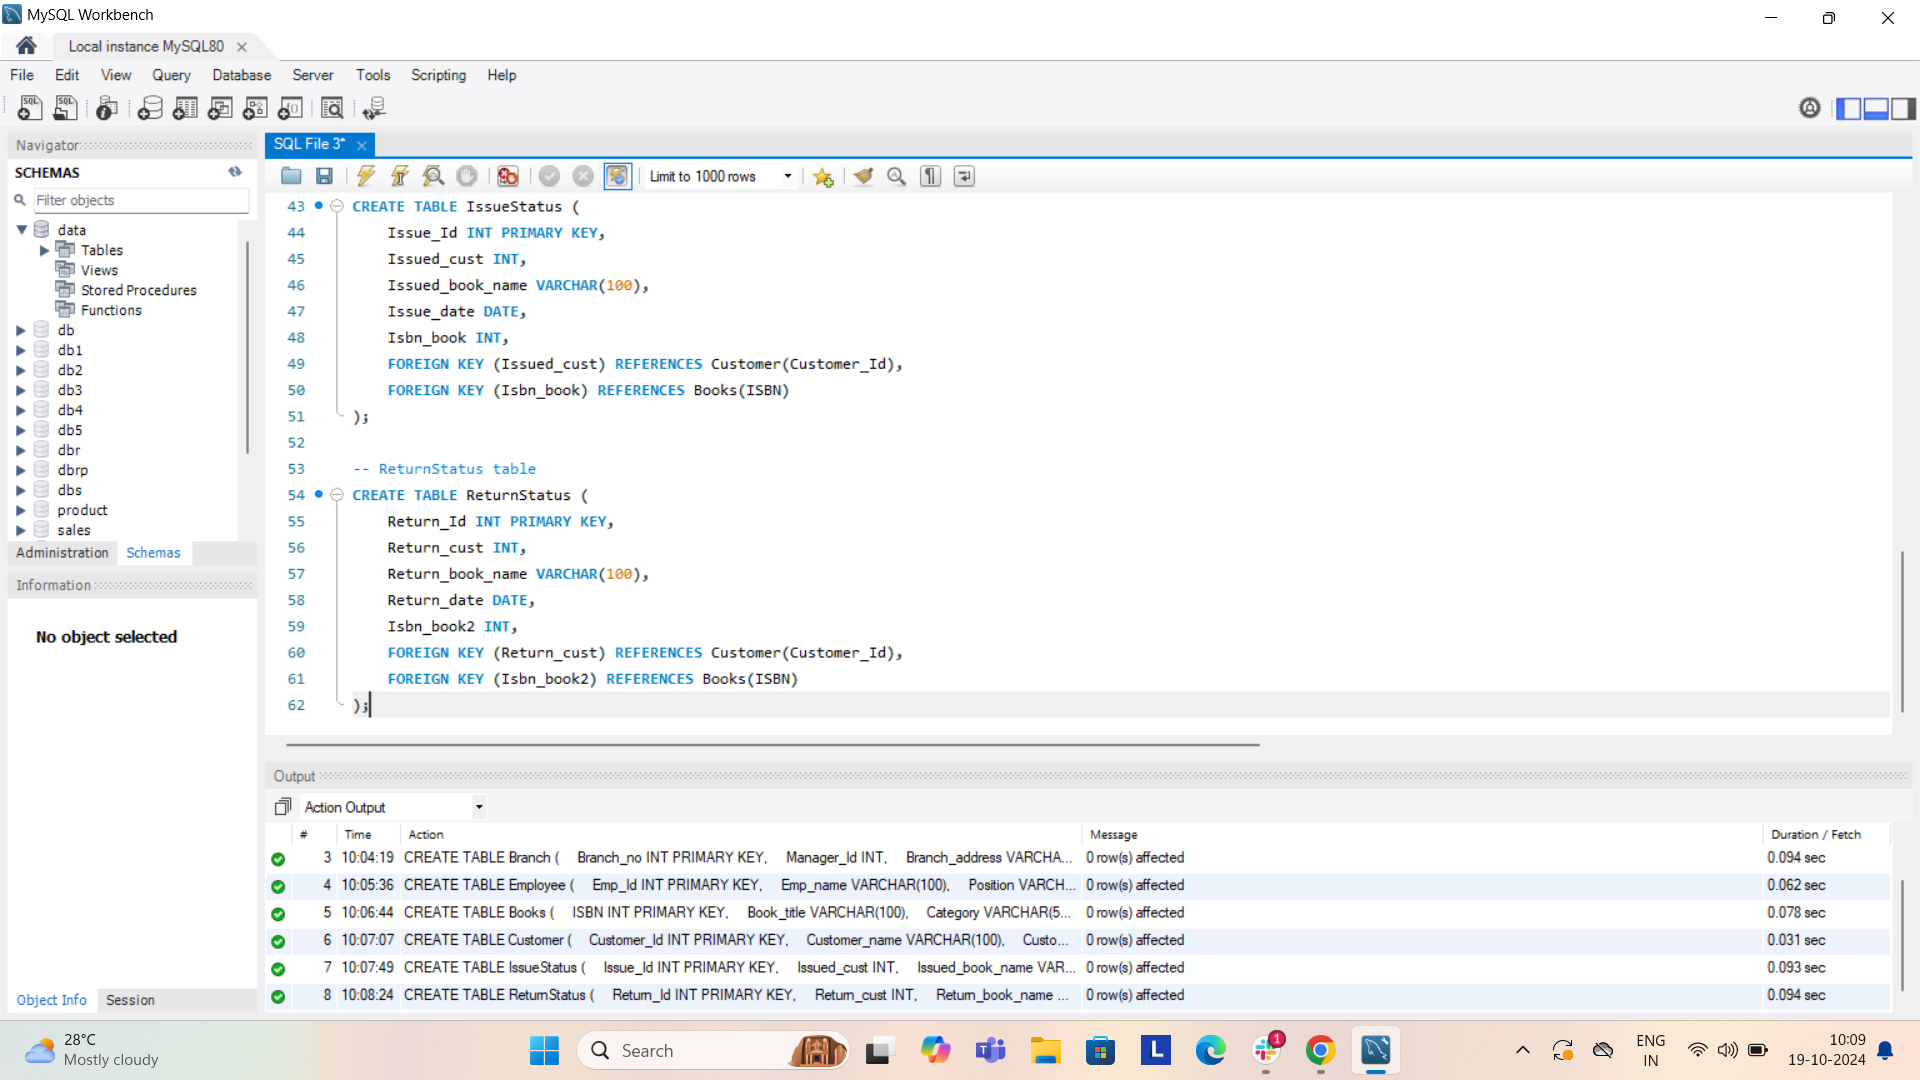 MySQL Workbench
Local instance MySQL80
File Edit View Query Database Server Tools Scripting Help
Navigator
SCHEMAS
Filter objects
data
Tables
Views
Stored Procedures
Functions
db
db1
db2
db3
db4
db5
dbr
dbrp
dbs
product
sales
Administration Schemas
Information
No object selected
Object Info Session
SQL File 3*
Limit to 1000 rows
43 CREATE TABLE IssueStatus (
44 Issue_Id INT PRIMARY KEY,
45 Issued_cust INT,
46 Issued_book_name VARCHAR(100),
47 Issue_date DATE,
48 Isbn_book INT,
49 FOREIGN KEY (Issued_cust) REFERENCES Customer(Customer_Id),
50 FOREIGN KEY (Isbn_book) REFERENCES Books(ISBN)
51 );
52
53 -- ReturnStatus table
54 CREATE TABLE ReturnStatus (
55 Return_Id INT PRIMARY KEY,
56 Return_cust INT,
57 Return_book_name VARCHAR(100),
58 Return_date DATE,
59 Isbn_book2 INT,
60 FOREIGN KEY (Return_cust) REFERENCES Customer(Customer_Id),
61 FOREIGN KEY (Isbn_book2) REFERENCES Books(ISBN)
62 );
Output
Action Output
# Time Action Message Duration / Fetch
3 10:04:19 CREATE TABLE Branch ( Branch_no INT PRIMARY KEY, Manager_Id INT, Branch_address VARCHA... 0 row(s) affected 0.094 sec
4 10:05:36 CREATE TABLE Employee ( Emp_Id INT PRIMARY KEY, Emp_name VARCHAR(100), Position VARCH... 0 row(s) affected 0.062 sec
5 10:06:44 CREATE TABLE Books ( ISBN INT PRIMARY KEY, Book_title VARCHAR(100), Category VARCHAR(5... 0 row(s) affected 0.078 sec
6 10:07:07 CREATE TABLE Customer ( Customer_Id INT PRIMARY KEY, Customer_name VARCHAR(100), Custo... 0 row(s) affected 0.031 sec
7 10:07:49 CREATE TABLE IssueStatus ( Issue_Id INT PRIMARY KEY, Issued_cust INT, Issued_book_name VAR... 0 row(s) affected 0.093 sec
8 10:08:24 CREATE TABLE ReturnStatus ( Return_Id INT PRIMARY KEY, Return_cust INT, Return_book_name ... 0 row(s) affected 0.094 sec
28°C
Mostly cloudy
Search
L
1
ENG
IN
10:09
19-10-2024